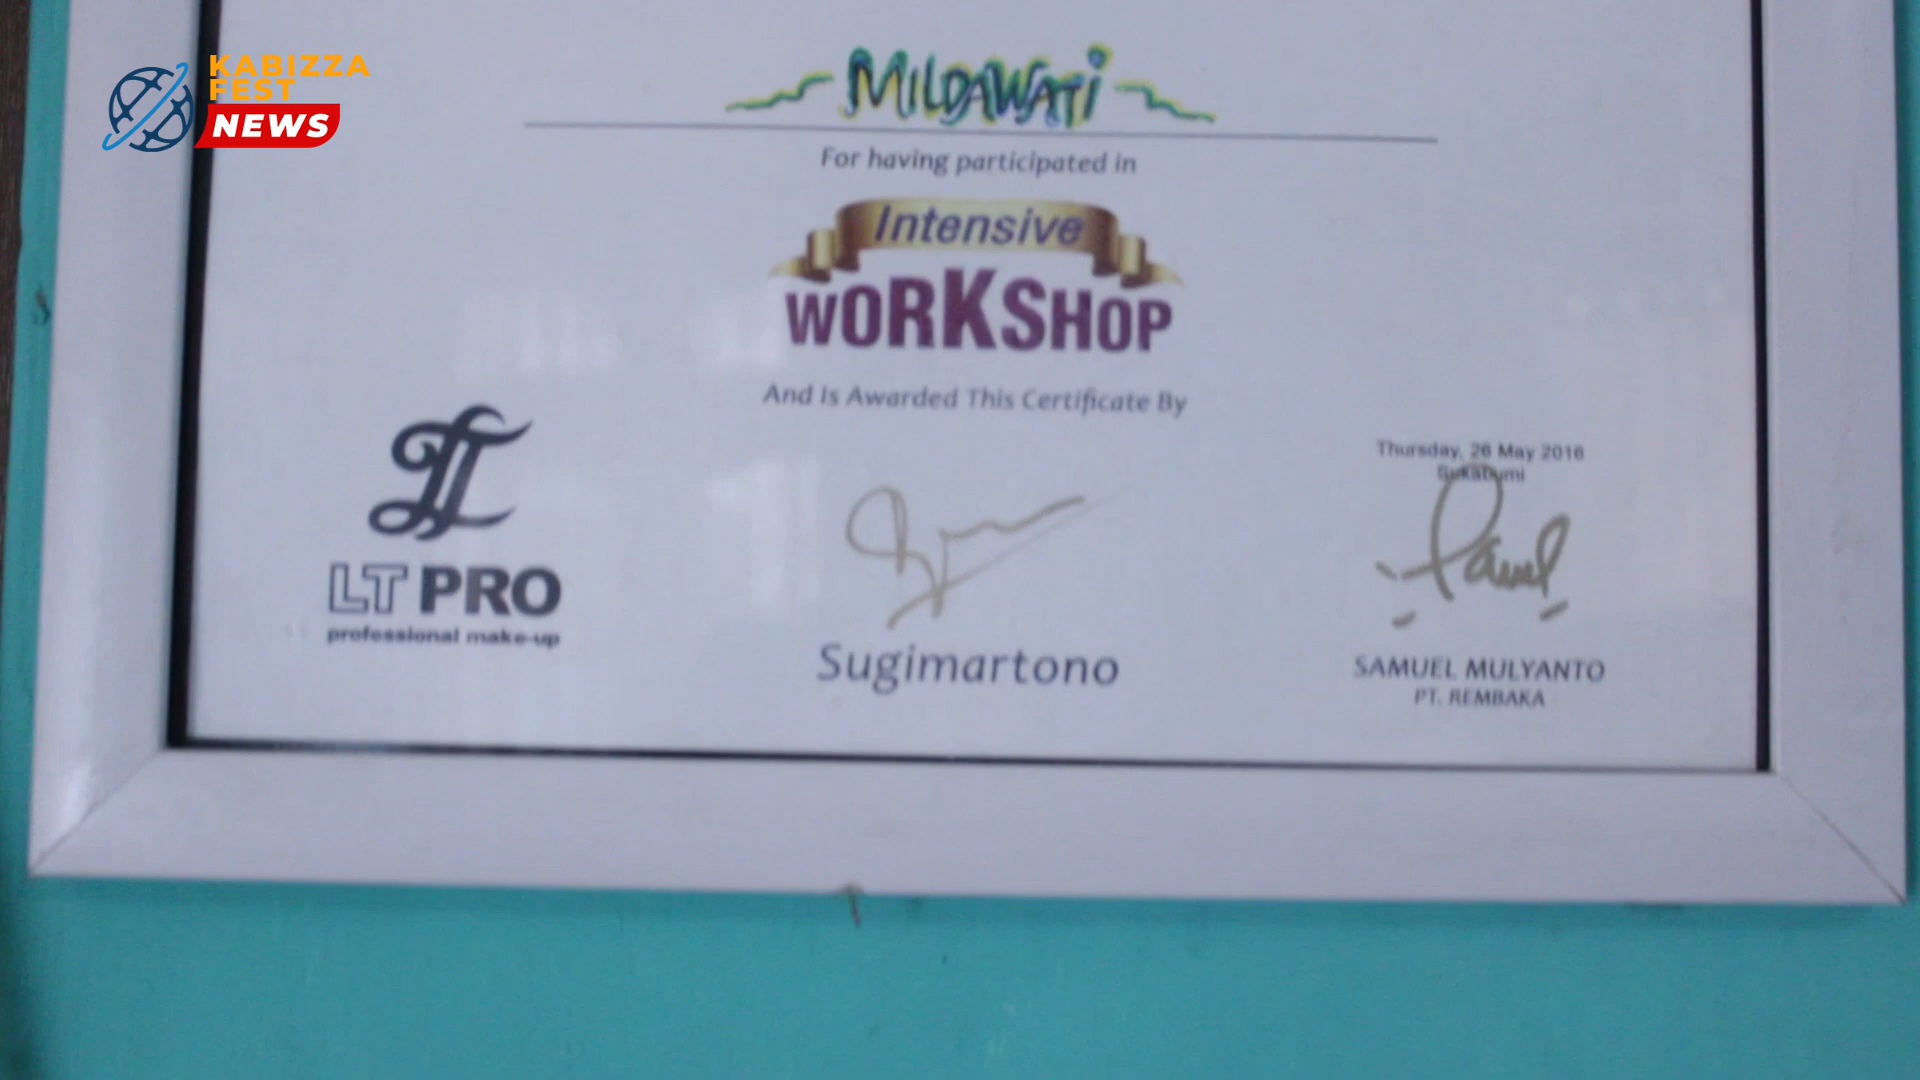 KABIZZA
FEST
NEWS
MILDAWATI
For having participated in
Intensive
WORKSHOP
And Is Awarded This Certificate By
Thursday, 26 May 2016
Sukabumi
LT PRO
professional make-up
Sugimartono
SAMUEL MULYANTO
PT. REMBAKA